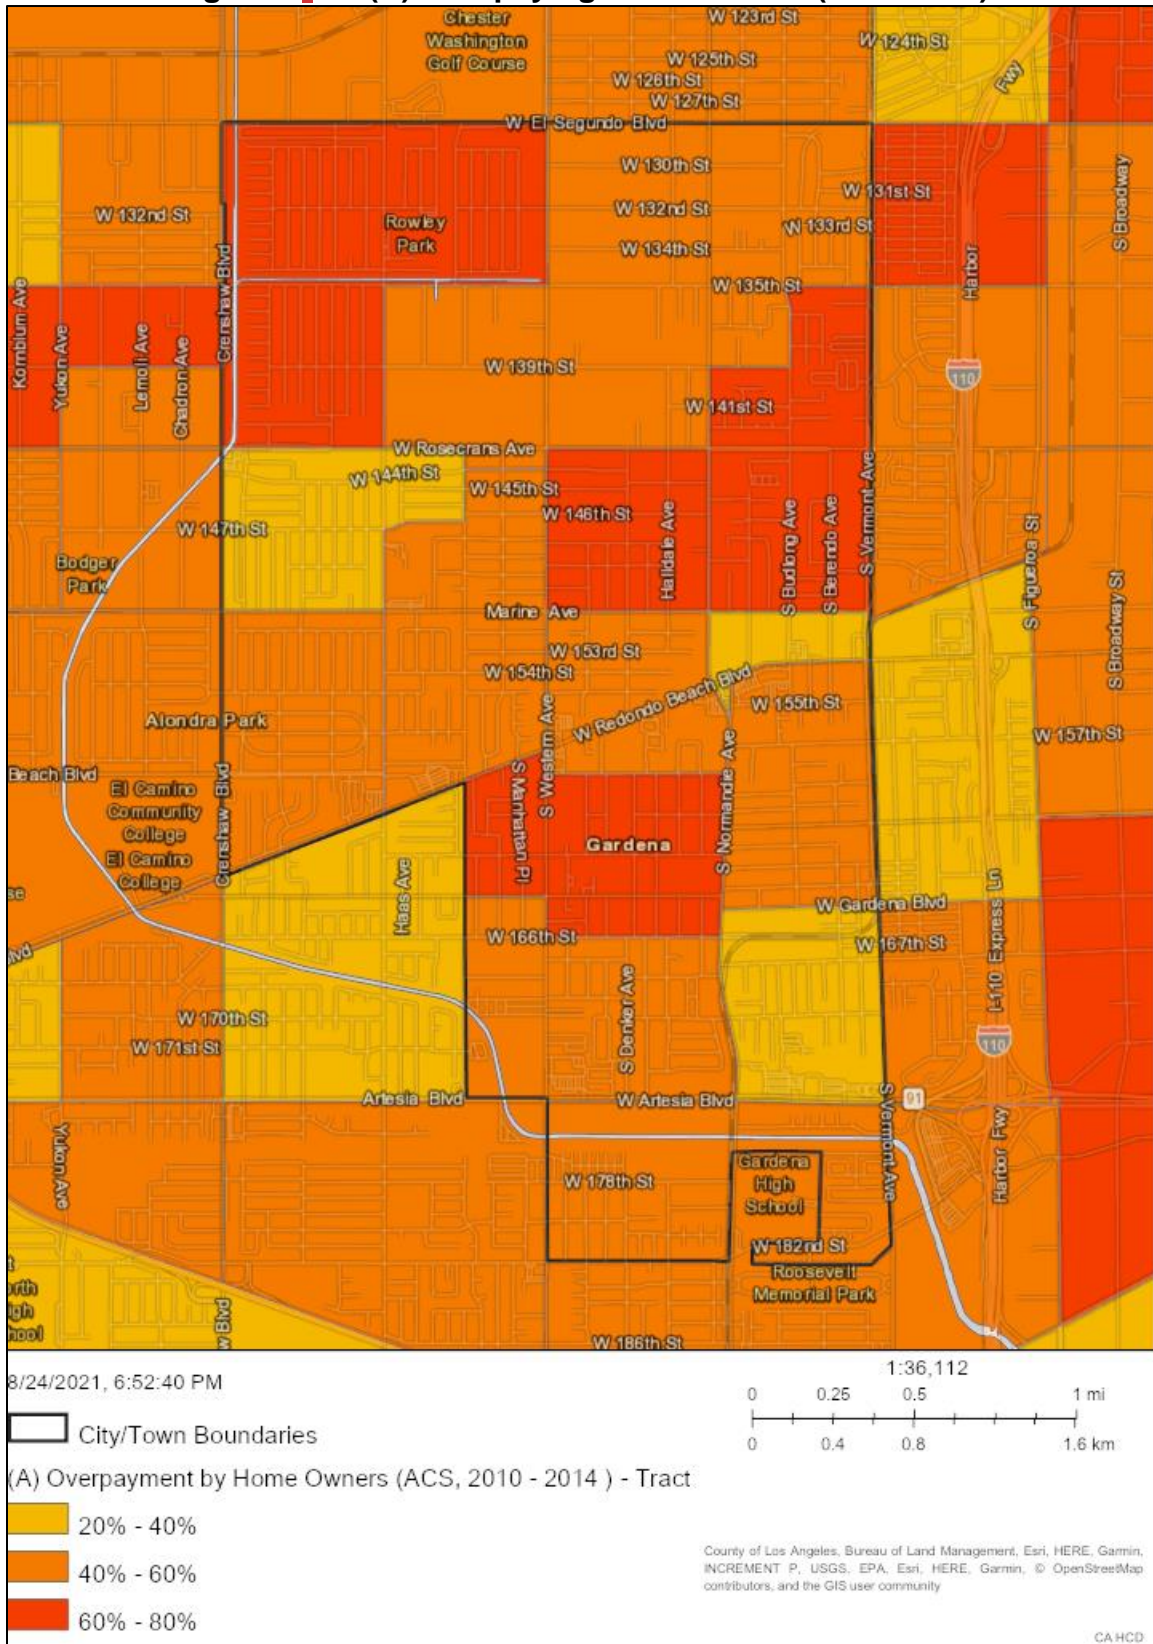 Chester
Washington
Golf Course
W 123rd St
W 124th St
W 125th St
W 126th St
W 127th St
Fwy
W El Segundo Blvd
W 130th St
W 131st St
W 132nd St
Rowley
Park
W 132nd St
W 133rd St
W 134th St
S Broadway
Crenshaw Blvd
Harbor
W 135th St
Kornblum Ave
Yukon Ave
Lemoli Ave
Chadron Ave
W 139th St
110
W 141st St
W Rosecrans Ave
W 144th St
W 145th St
W 146th St
W 147th St
Halldale Ave
S Budlong Ave
S Berendo Ave
S Vermont Ave
S Figueroa St
Bodger
Park
Marine Ave
W 153rd St
W 154th St
S Broadway St
W Redondo Beach Blvd
W 155th St
Alondra Park
S Western Ave
W 157th St
Beach Blvd
El Camino
Community
College
El Camino
College
Crenshaw Blvd
S Manhattan Pl
Gardena
S Normandie Ave
se
Haas Ave
W Gardena Blvd
lvd
W 166th St
W 167th St
I-110 Express Ln
S Denker Ave
W 170th St
W 171st St
110
Artesia Blvd
W Artesia Blvd
91
Yukon Ave
S Vermont Ave
Harbor Fwy
W 178th St
Gardena
High
School
W 182nd St
Roosevelt
Memorial Park
t
orth
igh
hool
w Blvd
W 186th St
8/24/2021, 6:52:40 PM
1:36,112
0 0.25 0.5 1 mi
0 0.4 0.8 1.6 km
City/Town Boundaries
(A) Overpayment by Home Owners (ACS, 2010 - 2014 ) - Tract
20% - 40%
40% - 60%
60% - 80%
County of Los Angeles, Bureau of Land Management, Esri, HERE, Garmin,
INCREMENT P, USGS, EPA, Esri, HERE, Garmin, © OpenStreetMap
contributors, and the GIS user community
CA HCD